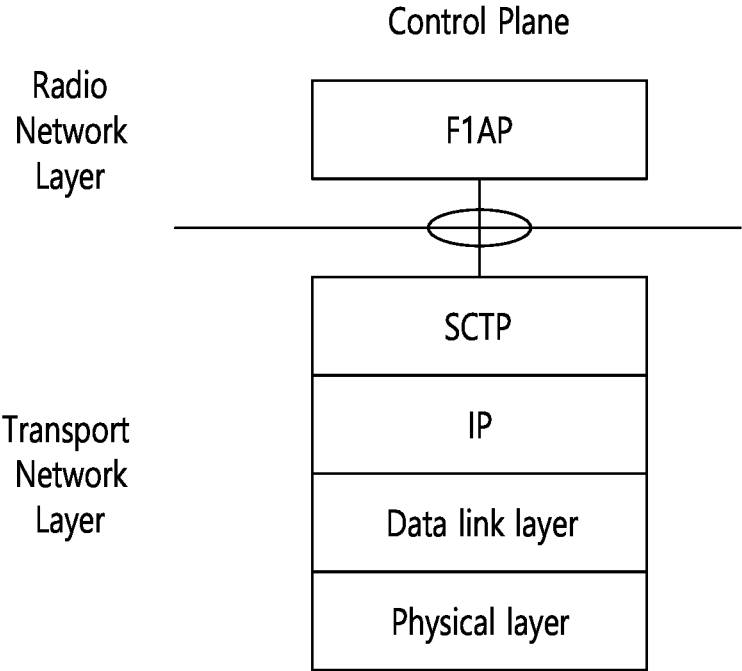 Control Plane
Radio
Network
Layer
F1AP
SCTP
IP
Transport
Network
Layer
Data link layer
Physical layer